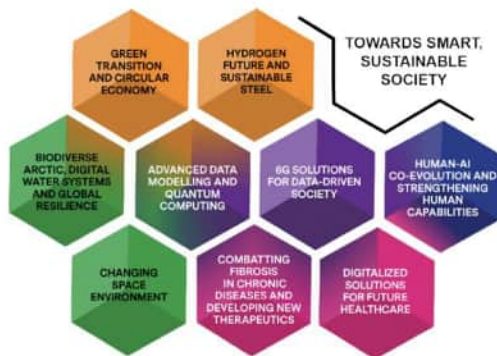 GREEN
TRANSITION
AND CIRCULAR
ECONOMY
HYDROGEN
FUTURE AND
SUSTAINABLE
STEEL
TOWARDS SMART,
SUSTAINABLE
SOCIETY
BIODIVERSE
ARCTIC, DIGITAL
WATER SYSTEMS
AND GLOBAL
RESILIENCE
ADVANCED DATA
MODELLING AND
QUANTUM
COMPUTING
6G SOLUTIONS
FOR DATA-DRIVEN
SOCIETY
HUMAN-AI
CO-EVOLUTION AND
STRENGTHENING
HUMAN
CAPABILITIES
CHANGING
SPACE
ENVIRONMENT
COMBATTING
FIBROSIS
IN CHRONIC
DISEASES AND
DEVELOPING NEW
THERAPEUTICS
DIGITALIZED
SOLUTIONS
FOR FUTURE
HEALTHCARE